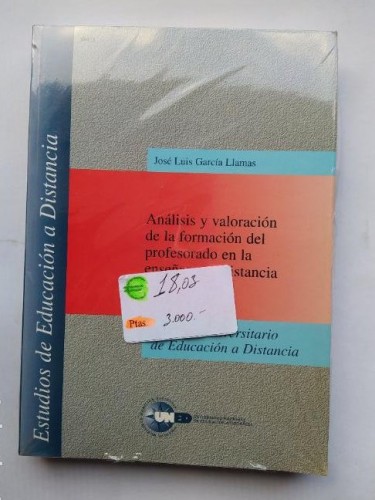 Estudios de Educación a Distancia
José Luis García Llamas
Análisis y valoración
de la formación del
profesorado en la
distancia
18,03
Ptas.
3.000.-
de Educación a Distancia
UNED